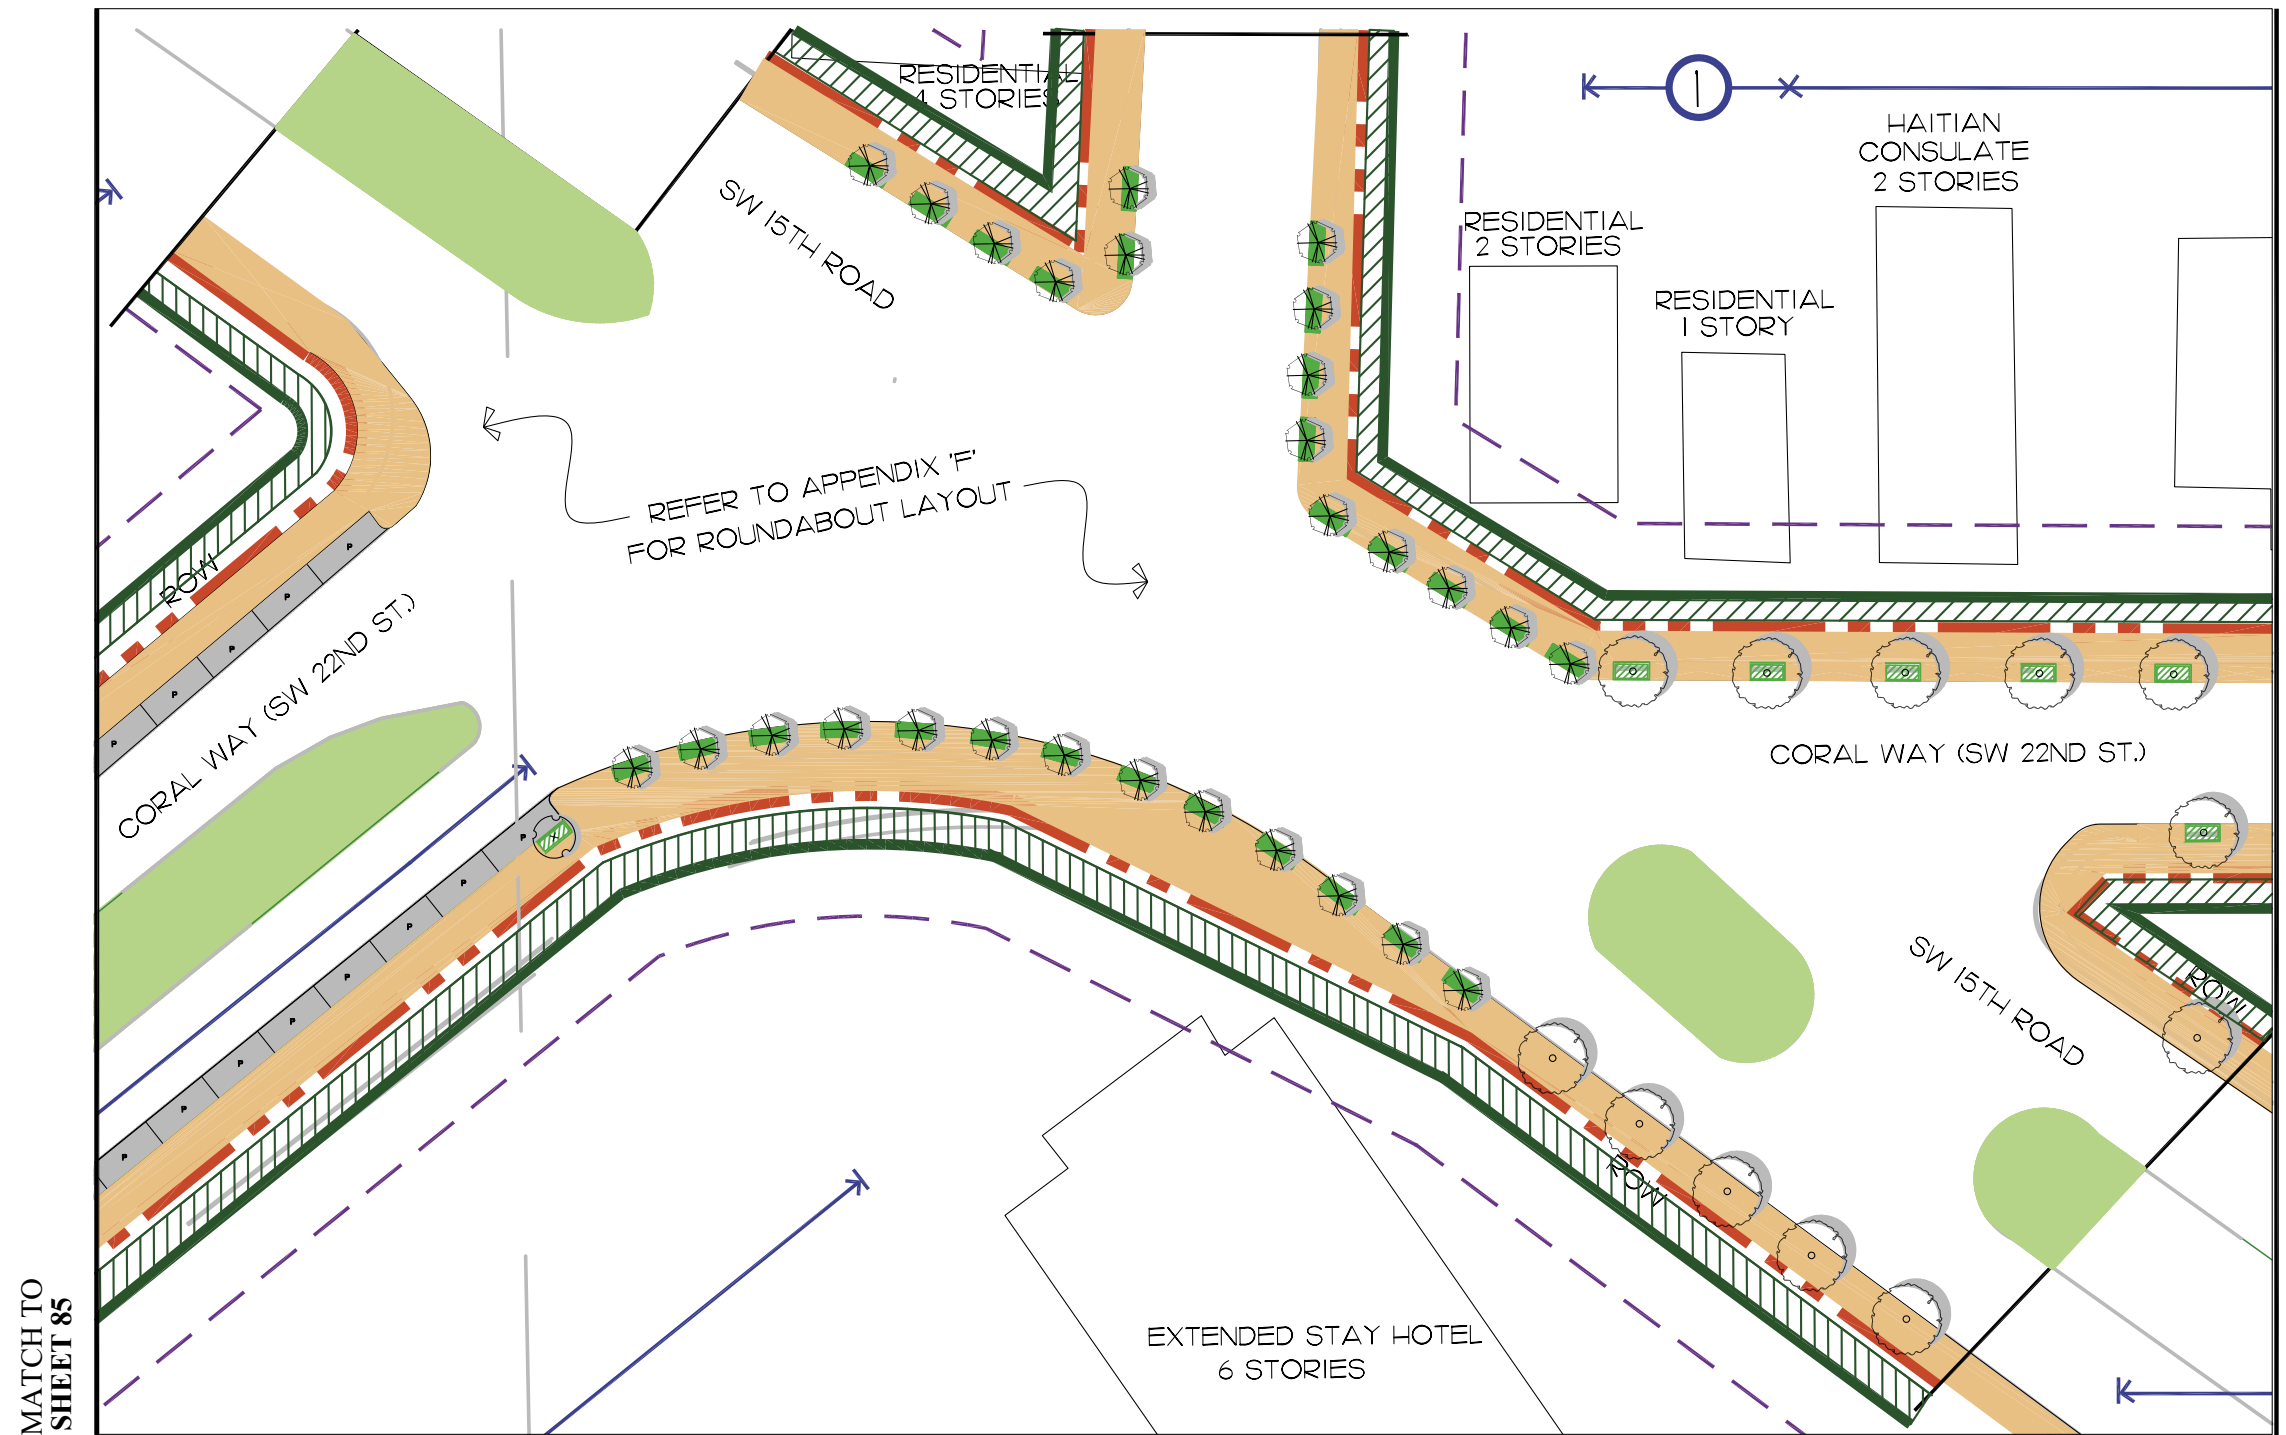 RESIDENTIAL
4 STORIES
1
HAITIAN
CONSULATE
2 STORIES
SW 15TH ROAD
RESIDENTIAL
2 STORIES
RESIDENTIAL
1 STORY
REFER TO APPENDIX 'F'
FOR ROUNDABOUT LAYOUT
P
P
P
P
P
ROW
CORAL WAY (SW 22ND ST.)
CORAL WAY (SW 22ND ST.)
P
P
P
P
P
P
P
P
SW 15TH ROAD
ROW
ROW
EXTENDED STAY HOTEL
6 STORIES
MATCH TO
SHEET 85